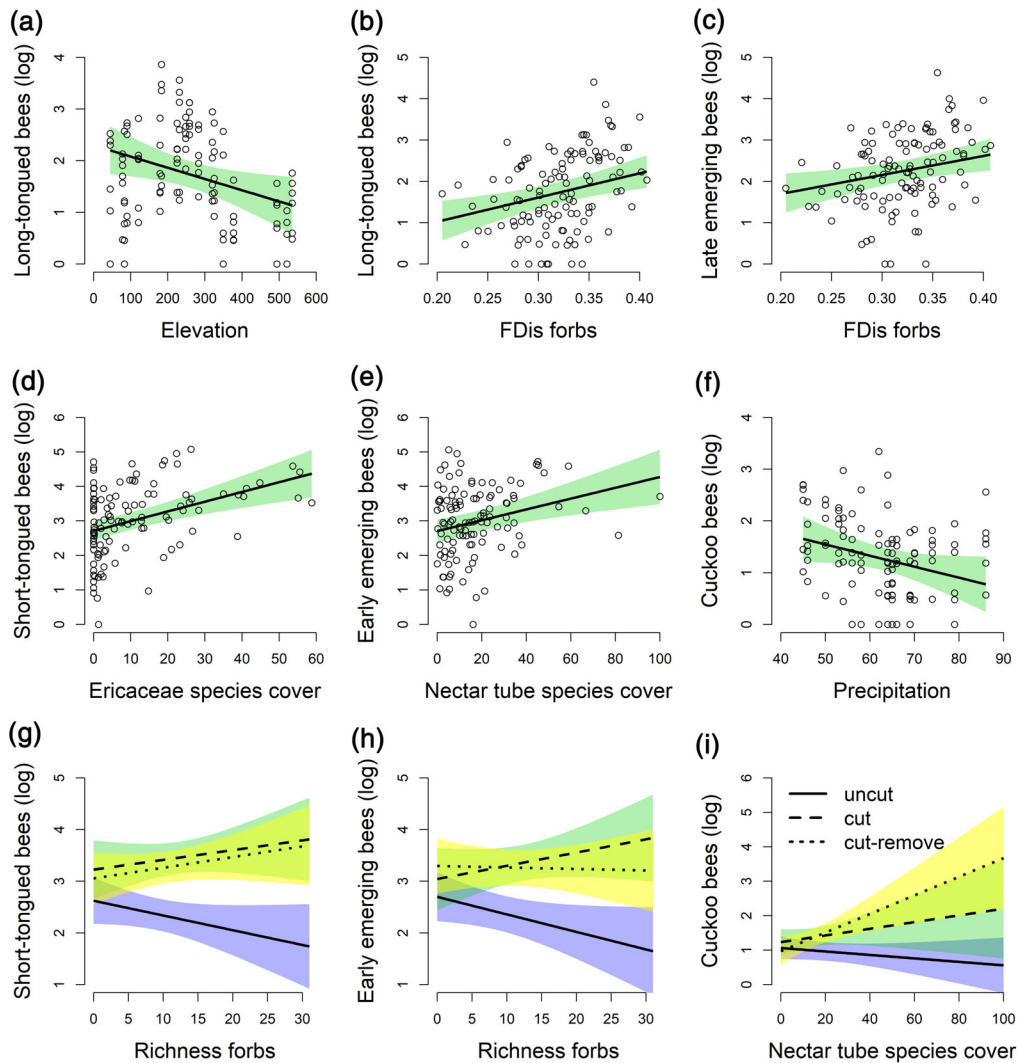 (a)
Long-tongued bees (log)
0 1 2 3 4
0 100 200 300 400 500 600
Elevation
(b)
Long-tongued bees (log)
0 1 2 3 4 5
0.20 0.25 0.30 0.35 0.40
FDis forbs
(c)
Late emerging bees (log)
0 1 2 3 4 5
0.20 0.25 0.30 0.35 0.40
FDis forbs
(d)
Short-tongued bees (log)
0 1 2 3 4 5 6
0 10 20 30 40 50 60
Ericaceae species cover
(e)
Early emerging bees (log)
0 1 2 3 4 5 6
0 20 40 60 80 100
Nectar tube species cover
(f)
Cuckoo bees (log)
0 1 2 3 4
40 50 60 70 80 90
Precipitation
(g)
Short-tongued bees (log)
1 2 3 4 5
0 5 10 15 20 25 30
Richness forbs
(h)
Early emerging bees (log)
1 2 3 4 5
0 5 10 15 20 25 30
Richness forbs
(i)
Cuckoo bees (log)
0 1 2 3 4 5 6
uncut
cut
cut-remove
0 20 40 60 80 100
Nectar tube species cover